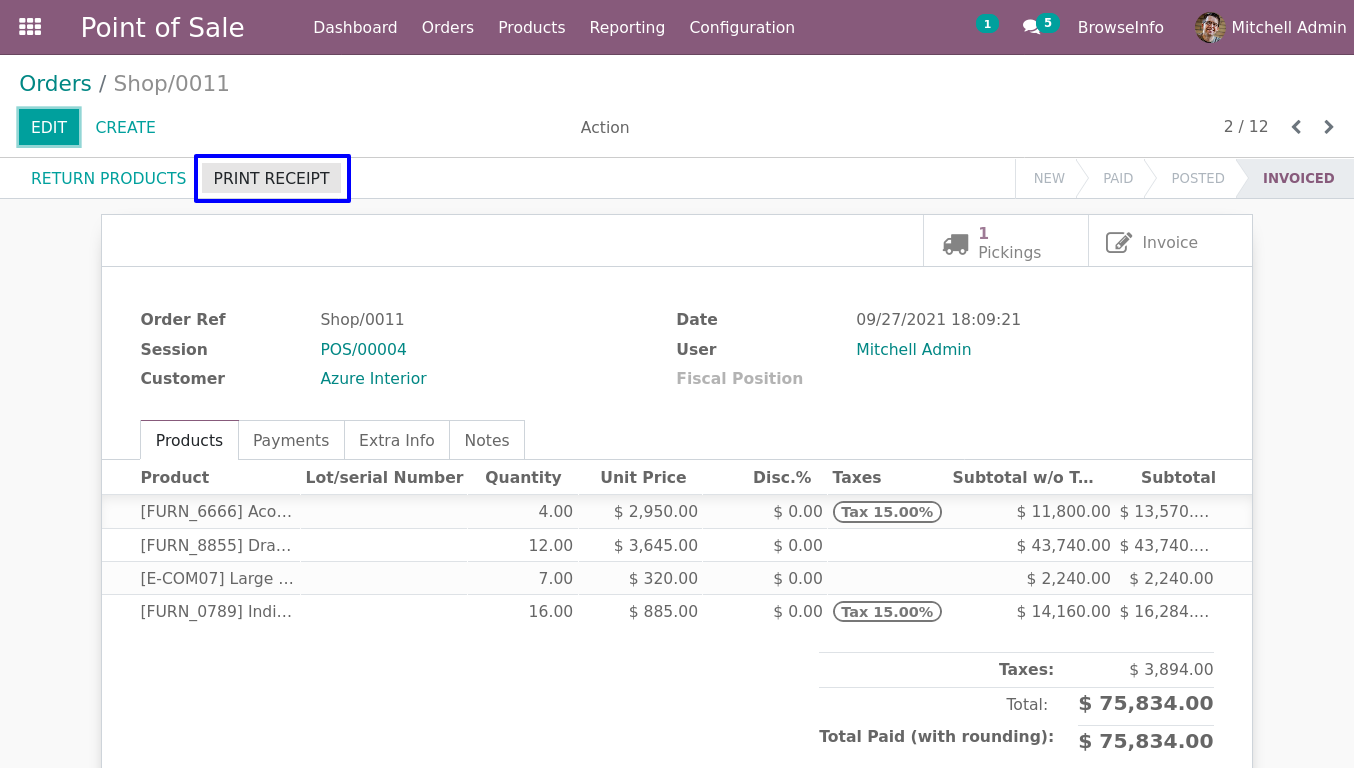 Point of Sale Dashboard Orders Products Reporting Configuration 1 5 BrowseInfo Mitchell Admin
Orders / Shop/0011
EDIT CREATE Action 2 / 12
RETURN PRODUCTS PRINT RECEIPT NEW PAID POSTED INVOICED
1
Pickings Invoice
Order Ref Shop/0011 Date 09/27/2021 18:09:21
Session POS/00004 User Mitchell Admin
Customer Azure Interior Fiscal Position
Products Payments Extra Info Notes
Product Lot/serial Number Quantity Unit Price Disc.% Taxes Subtotal w/o T... Subtotal
[FURN_6666] Aco... 4.00 $ 2,950.00 $ 0.00 Tax 15.00% $ 11,800.00 $ 13,570....
[FURN_8855] Dra... 12.00 $ 3,645.00 $ 0.00 $ 43,740.00 $ 43,740....
[E-COM07] Large ... 7.00 $ 320.00 $ 0.00 $ 2,240.00 $ 2,240.00
[FURN_0789] Indi... 16.00 $ 885.00 $ 0.00 Tax 15.00% $ 14,160.00 $ 16,284....
Taxes: $ 3,894.00
Total: $ 75,834.00
Total Paid (with rounding): $ 75,834.00